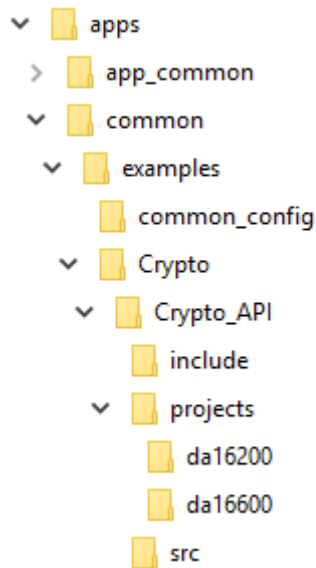 apps
app_common
common
examples
common_config
Crypto
Crypto_API
include
projects
da16200
da16600
src